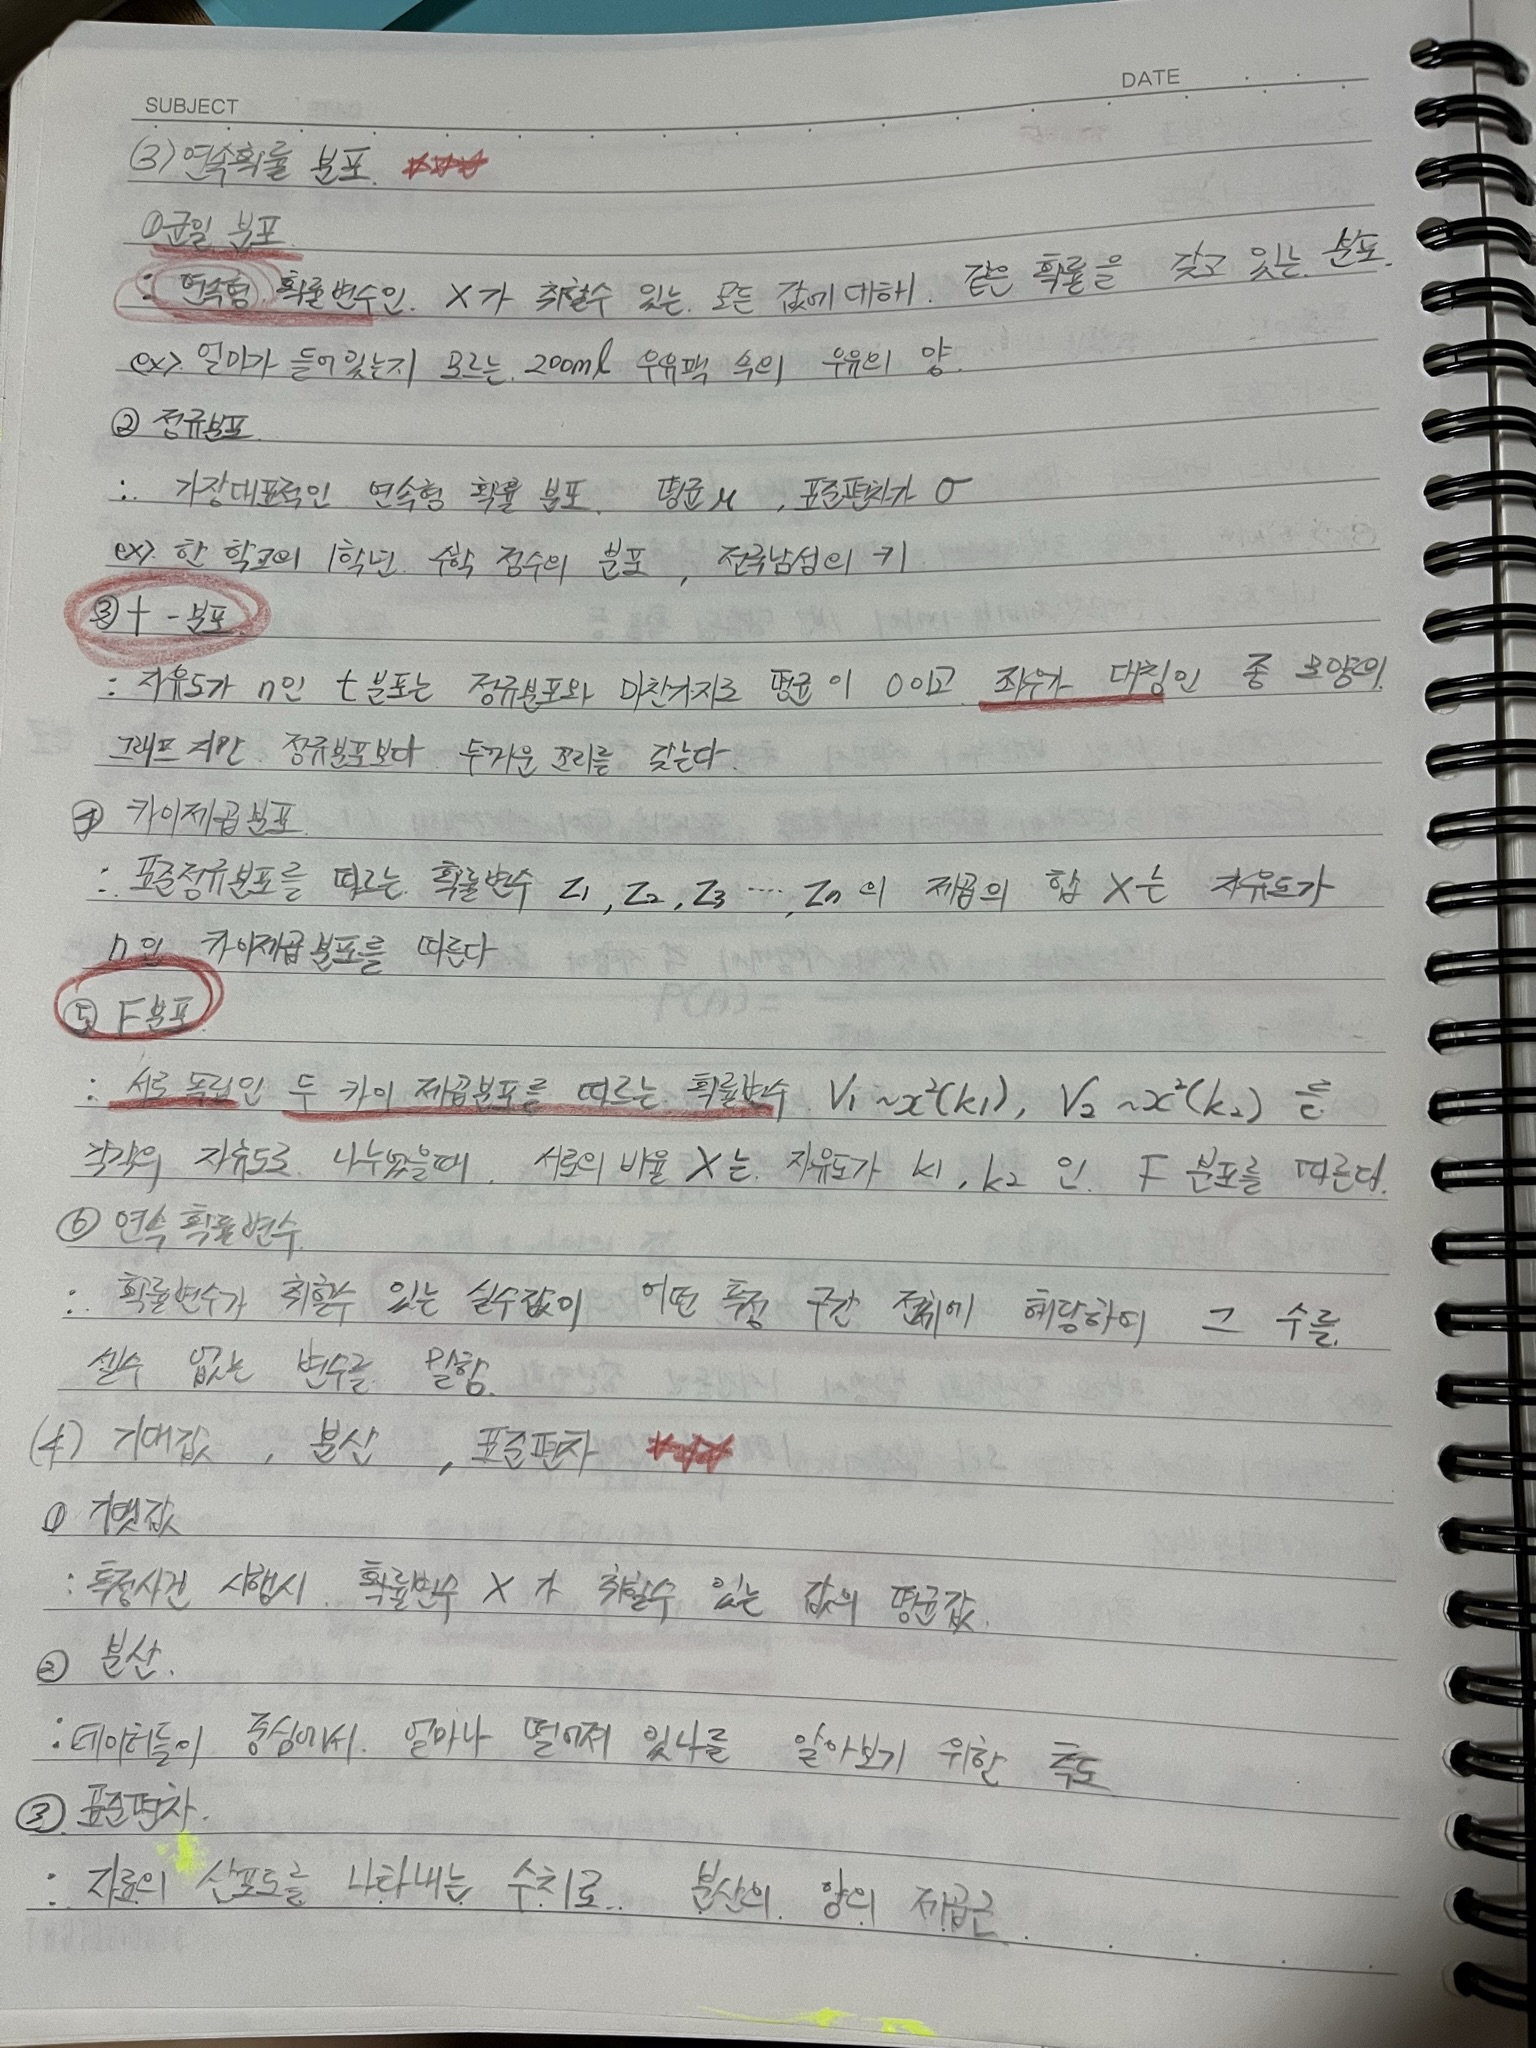 SUBJECT
DATE
(3) 연속확률 분포. ***
① 균일 분포
: 연속형 확률변수인. X가 취할수 있는. 모든 값에 대해. 같은 확률을 갖고 있는 분포.
ex> 얼마가 들어있는지 모르는. 200ml 우유팩 속의 우유의 양.
② 정규분포
: 가장대표적인 연속형 확률 분포. 평균 μ, 표준편차가 σ
ex> 한 학교의 1학년 수학 점수의 분포, 전국남성의 키
③ t - 분포
: 자유도가 n인 t분포는 정규분포와 마찬가지로 평균이 0이고 좌우가 대칭인 종 모양의.
그래프 지만. 정규분포보다. 두꺼운 꼬리를 갖는다.
④ 카이제곱분포
: 표준정규분포를 따르는. 확률변수 Z1, Z2, Z3 ...., Zn의 제곱의 합 X는 자유도가
n인 카이제곱분포를 따른다
⑤ F 분포
: 서로 독립인 두 카이 제곱분포를 따르는. 확률변수 V1 ~x²(k1), V2 ~x²(k2) 를
각각의 자유도로 나누었을때. 서로의 비율 X는. 자유도가 k1, k2 인. F 분포를 따른다.
⑥ 연속 확률변수
: 확률변수가 취할수 있는 실수값이 어떤 특정 구간 전체에 해당하여 그 수를
셀수 없는 변수를 말함.
(4) 기대값, 분산, 표준편차 ***
① 기댓값
: 특정사건 시행시. 확률변수 X가 취할수 있는 값의 평균값.
② 분산.
: 데이터들이 중심에서. 얼마나 떨어져 있나를 알아보기 위한 측도
③ 표준편차.
: 자료의 산포도를 나타내는 수치로.. 분산의. 양의 제곱근